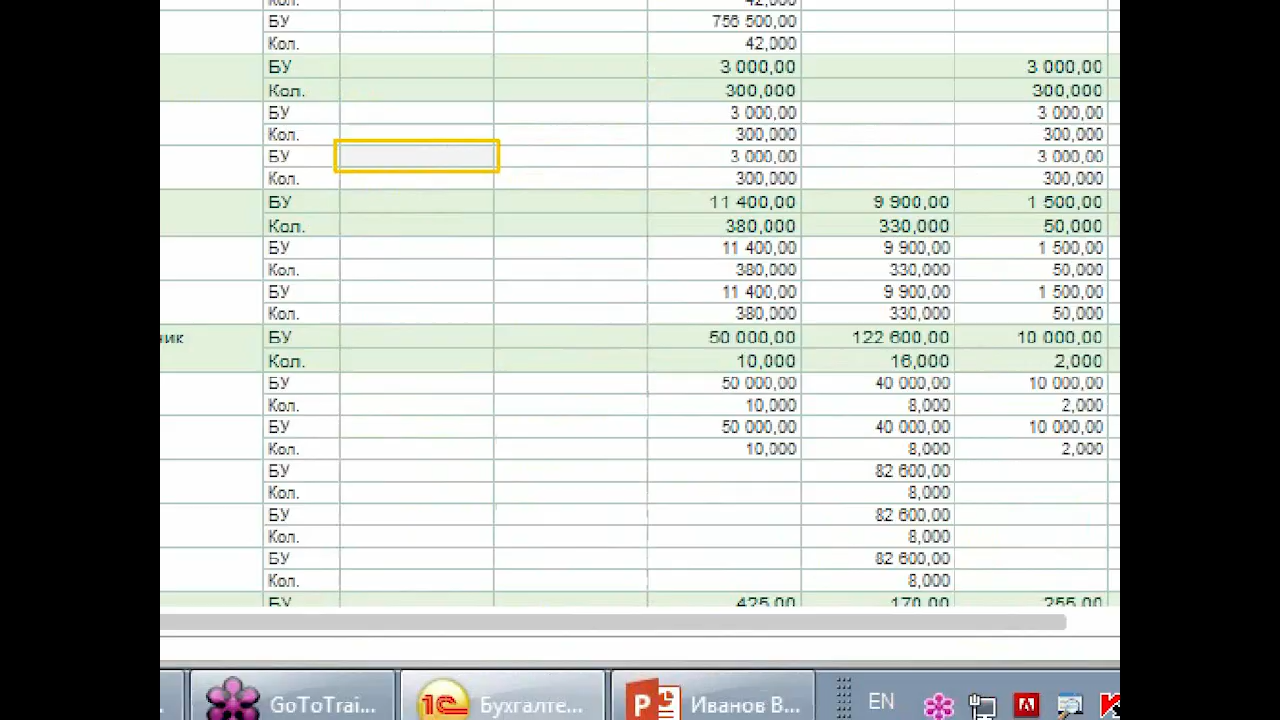 Кол. 42,000
БУ 756 500,00
Кол. 42,000
БУ 3 000,00 3 000,00
Кол. 300,000 300,000
БУ 3 000,00 3 000,00
Кол. 300,000 300,000
БУ 3 000,00 3 000,00
Кол. 300,000 300,000
БУ 11 400,00 9 900,00 1 500,00
Кол. 380,000 330,000 50,000
БУ 11 400,00 9 900,00 1 500,00
Кол. 380,000 330,000 50,000
БУ 11 400,00 9 900,00 1 500,00
Кол. 380,000 330,000 50,000
ник БУ 50 000,00 122 600,00 10 000,00
Кол. 10,000 16,000 2,000
БУ 50 000,00 40 000,00 10 000,00
Кол. 10,000 8,000 2,000
БУ 50 000,00 40 000,00 10 000,00
Кол. 10,000 8,000 2,000
БУ 82 600,00
Кол. 8,000
БУ 82 600,00
Кол. 8,000
БУ 82 600,00
Кол. 8,000
БУ 425,00 170,00 255,00
GoToTrai... 1С Бухгалте... P Иванов В... EN